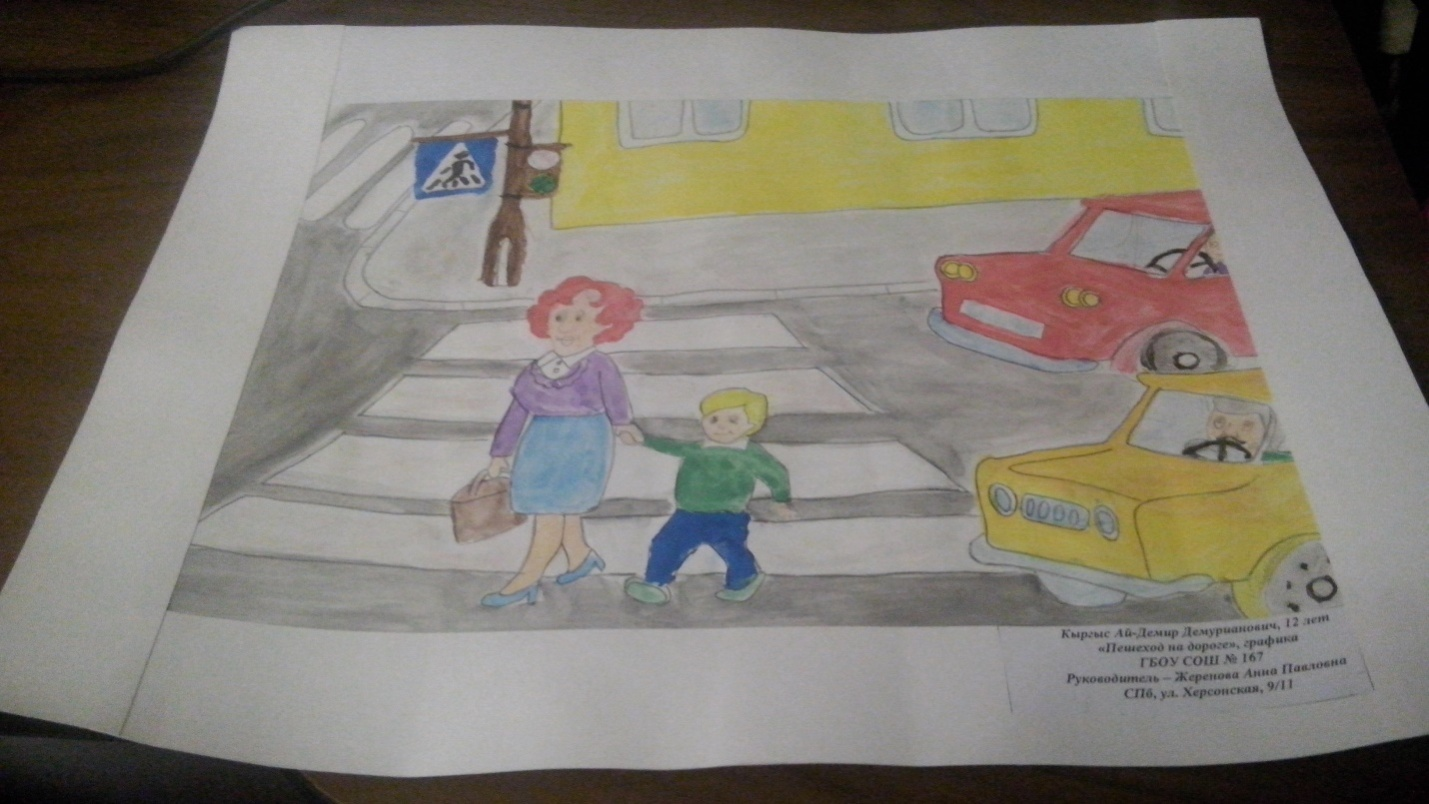 Кыргыс Ай-Демир Демурианович, 12 лет
«Пешеход на дороге», графика
ГБОУ СОШ № 167
Руководитель – Жеренова Анна Павловна
СПб, ул. Херсонская, 9/11